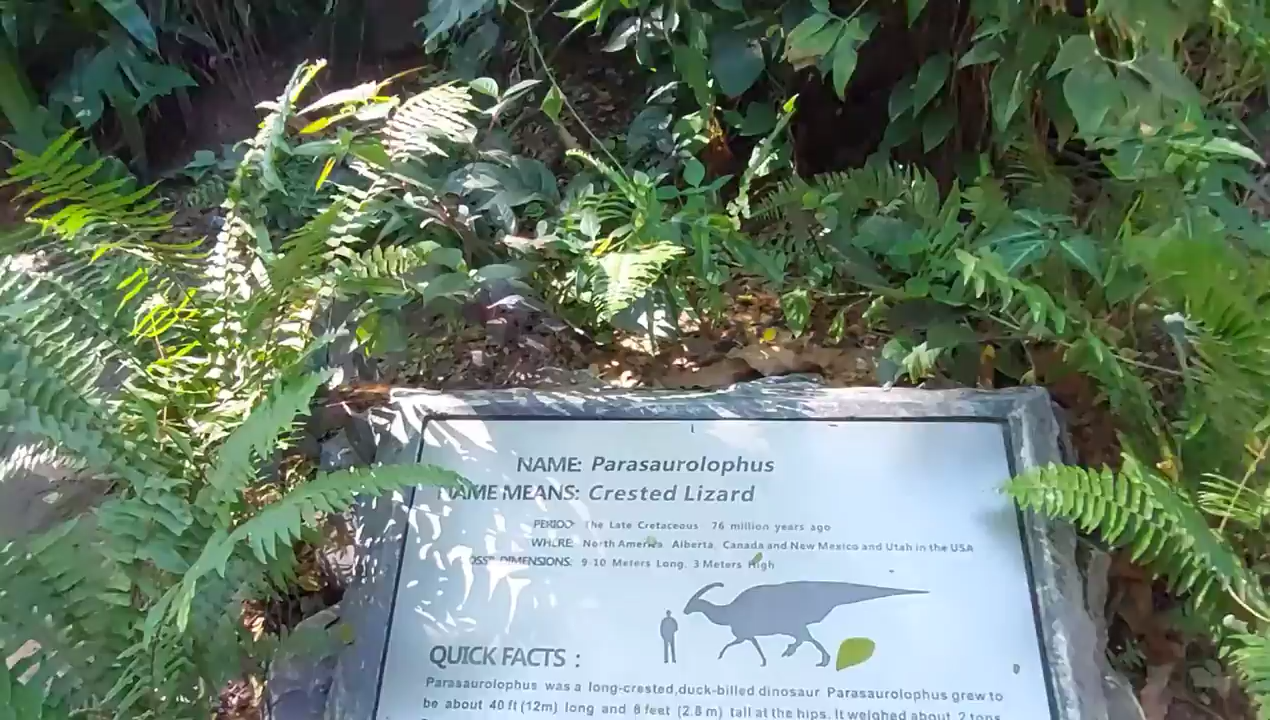 NAME: Parasaurolophus
NAME MEANS: Crested Lizard
PERIOD: The Late Cretaceous 76 million years ago
WHERE: North America Alberta, Canada and New Mexico and Utah in the USA
DIMENSIONS: 9-10 Meters Long, 3 Meters High
QUICK FACTS :
Parasaurolophus was a long-crested,duck-billed dinosaur Parasaurolophus grew to
be about 40 ft (12m) long and 8 feet (2.8 m) tall at the hips. It weighed about 2 tons